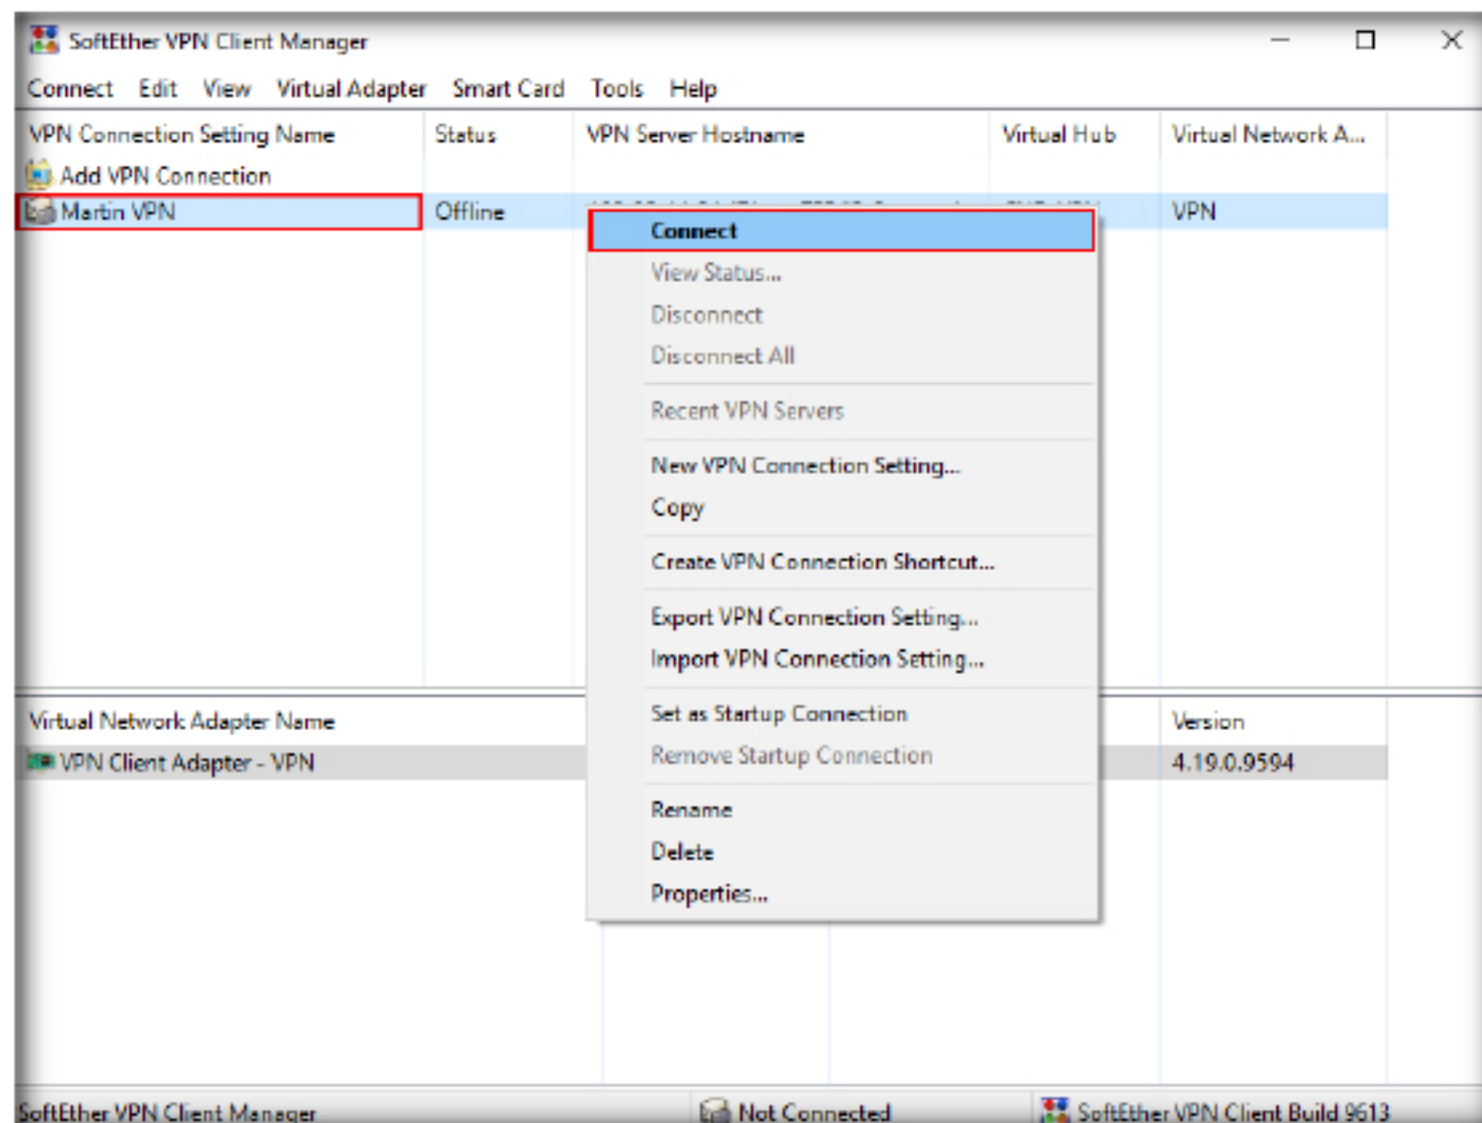 SoftEther VPN Client Manager
Connect Edit View Virtual Adapter Smart Card Tools Help
VPN Connection Setting Name Status VPN Server Hostname Virtual Hub Virtual Network A...
Add VPN Connection
Martin VPN Offline VPN
Connect
View Status...
Disconnect
Disconnect All
Recent VPN Servers
New VPN Connection Setting...
Copy
Create VPN Connection Shortcut...
Export VPN Connection Setting...
Import VPN Connection Setting...
Set as Startup Connection
Remove Startup Connection
Rename
Delete
Properties...
Virtual Network Adapter Name Version
VPN Client Adapter - VPN 4.19.0.9594
SoftEther VPN Client Manager Not Connected SoftEther VPN Client Build 9613